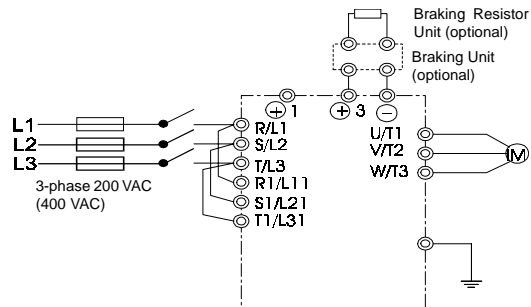 Braking Resistor
Unit (optional)
Braking Unit
(optional)
⊕1
⊕3
⊖
L1
L2
L3
3-phase 200 VAC
(400 VAC)
R/L1
S/L2
T/L3
R1/L11
S1/L21
T1/L31
U/T1
V/T2
W/T3
IM